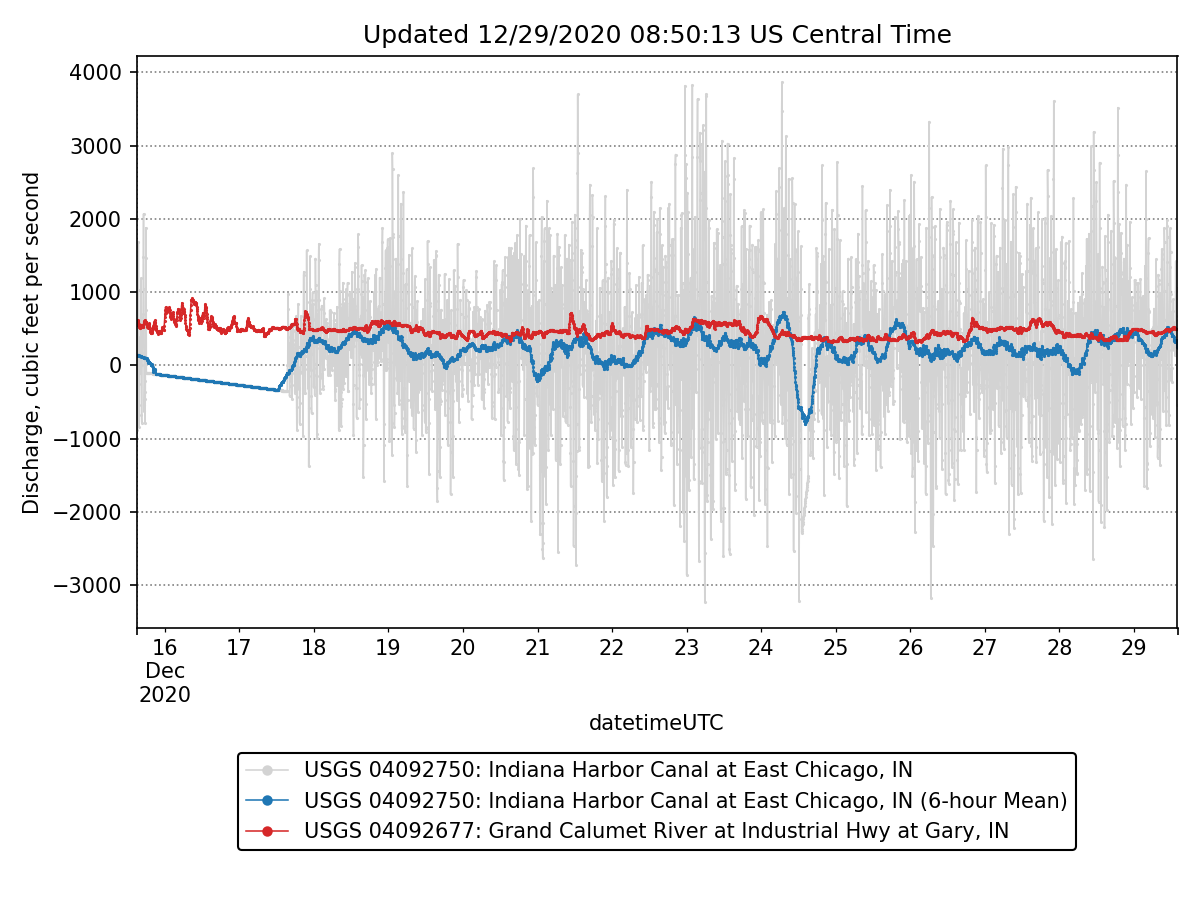 Updated 12/29/2020 08:50:13 US Central Time
Discharge, cubic feet per second
4000
3000
2000
1000
0
−1000
−2000
−3000
16 17 18 19 20 21 22 23 24 25 26 27 28 29
Dec
2020
datetimeUTC
USGS 04092750: Indiana Harbor Canal at East Chicago, IN
USGS 04092750: Indiana Harbor Canal at East Chicago, IN (6-hour Mean)
USGS 04092677: Grand Calumet River at Industrial Hwy at Gary, IN